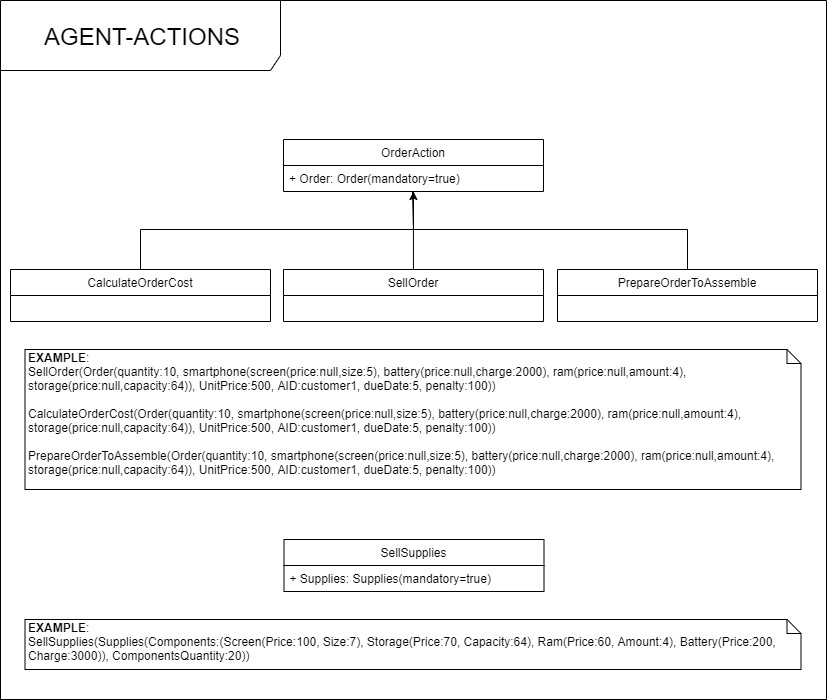 AGENT-ACTIONS
OrderAction
+ Order: Order(mandatory=true)
CalculateOrderCost
SellOrder
PrepareOrderToAssemble
EXAMPLE:
SellOrder(Order(quantity:10, smartphone(screen(price:null,size:5), battery(price:null,charge:2000), ram(price:null,amount:4),
storage(price:null,capacity:64)), UnitPrice:500, AID:customer1, dueDate:5, penalty:100))
CalculateOrderCost(Order(quantity:10, smartphone(screen(price:null,size:5), battery(price:null,charge:2000), ram(price:null,amount:4),
storage(price:null,capacity:64)), UnitPrice:500, AID:customer1, dueDate:5, penalty:100))
PrepareOrderToAssemble(Order(quantity:10, smartphone(screen(price:null,size:5), battery(price:null,charge:2000), ram(price:null,amount:4),
storage(price:null,capacity:64)), UnitPrice:500, AID:customer1, dueDate:5, penalty:100))
SellSupplies
+ Supplies: Supplies(mandatory=true)
EXAMPLE:
SellSupplies(Supplies(Components:(Screen(Price:100, Size:7), Storage(Price:70, Capacity:64), Ram(Price:60, Amount:4), Battery(Price:200,
Charge:3000)), ComponentsQuantity:20))